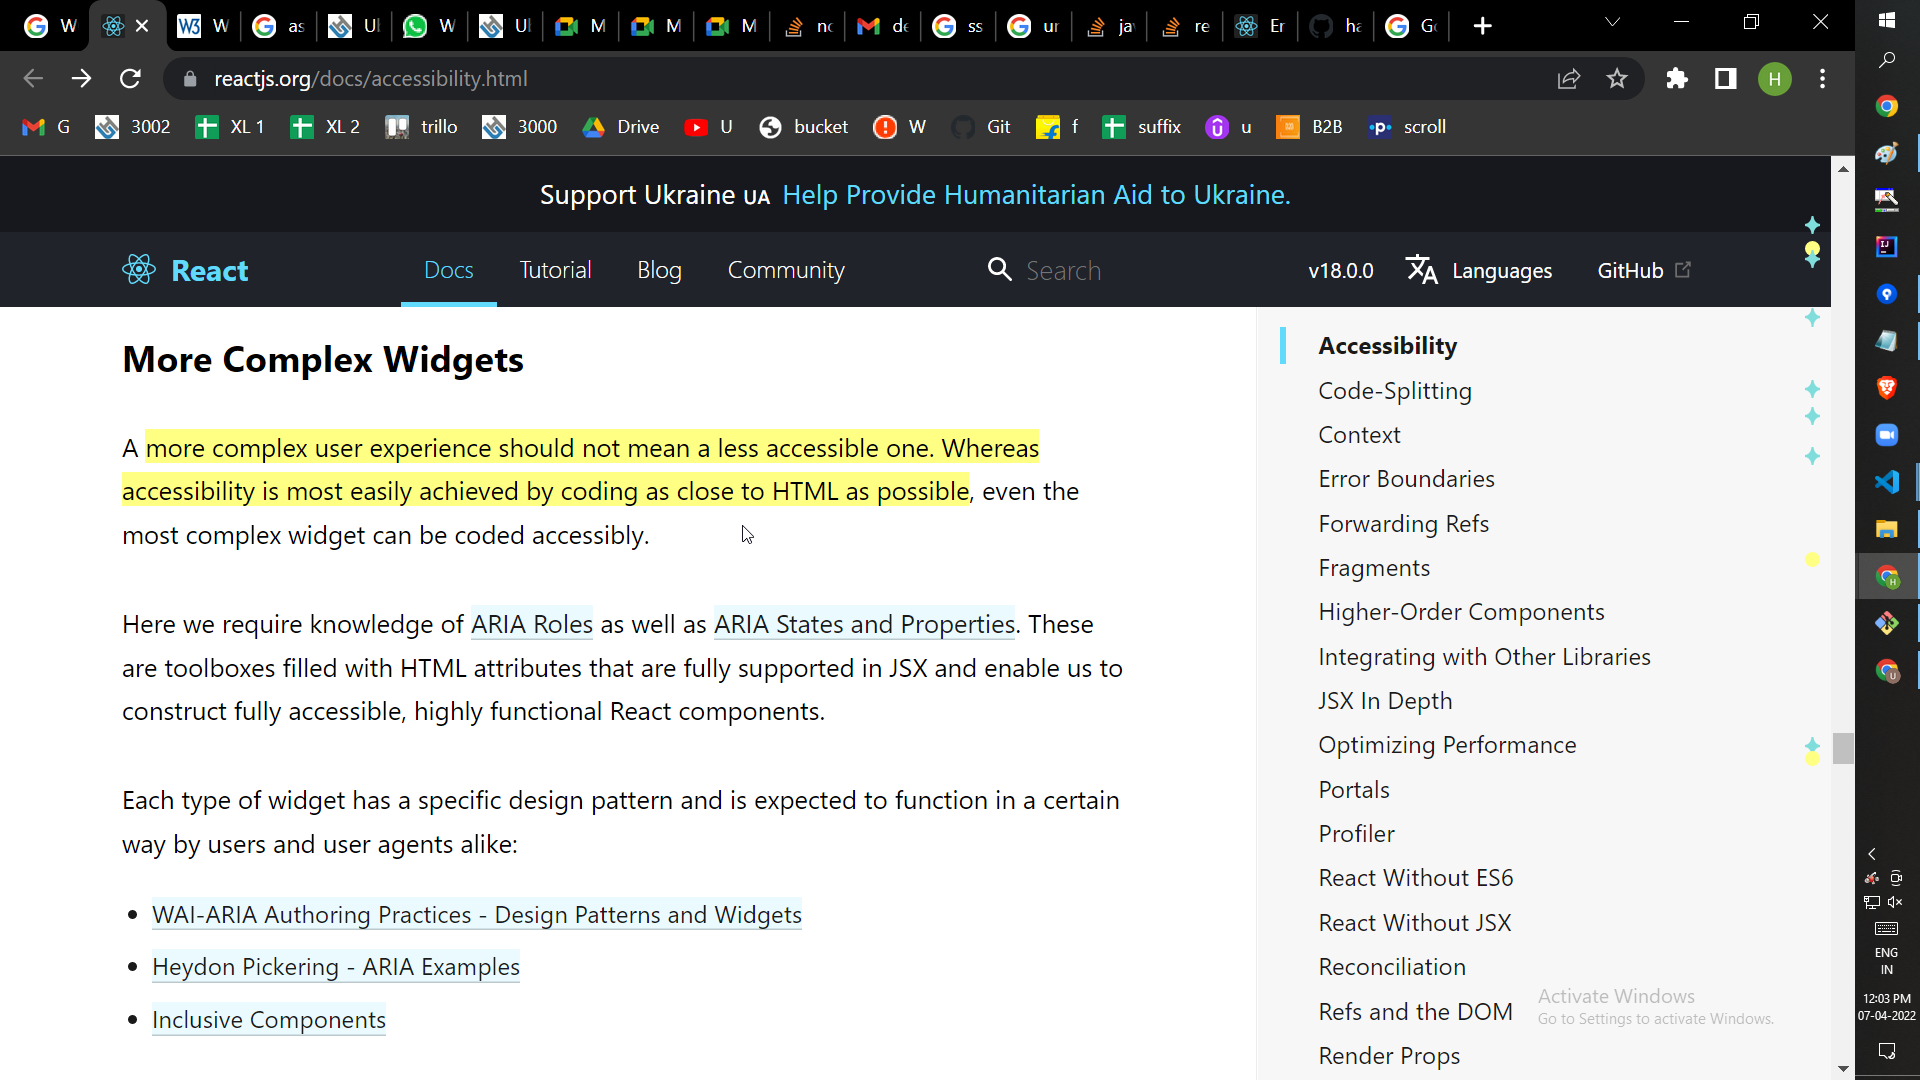 W
W
as
Ul
W
Ul
M
M
M
nc
de
ss
ur
ja
re
Er
ha
Ge
reactjs.org/docs/accessibility.html
H
G
3002
XL 1
XL 2
trillo
3000
Drive
U
bucket
W
Git
f
suffix
u
B2B
scroll
Support Ukraine UA Help Provide Humanitarian Aid to Ukraine.
React
Docs
Tutorial
Blog
Community
Search
v18.0.0
Languages
GitHub
More Complex Widgets
A more complex user experience should not mean a less accessible one. Whereas
accessibility is most easily achieved by coding as close to HTML as possible, even the
most complex widget can be coded accessibly.
Here we require knowledge of ARIA Roles as well as ARIA States and Properties. These
are toolboxes filled with HTML attributes that are fully supported in JSX and enable us to
construct fully accessible, highly functional React components.
Each type of widget has a specific design pattern and is expected to function in a certain
way by users and user agents alike:
WAI-ARIA Authoring Practices - Design Patterns and Widgets
Heydon Pickering - ARIA Examples
Inclusive Components
Accessibility
Code-Splitting
Context
Error Boundaries
Forwarding Refs
Fragments
Higher-Order Components
Integrating with Other Libraries
JSX In Depth
Optimizing Performance
Portals
Profiler
React Without ES6
React Without JSX
Reconciliation
Refs and the DOM
Render Props
Activate Windows
Go to Settings to activate Windows.
ENG
IN
12:03 PM
07-04-2022